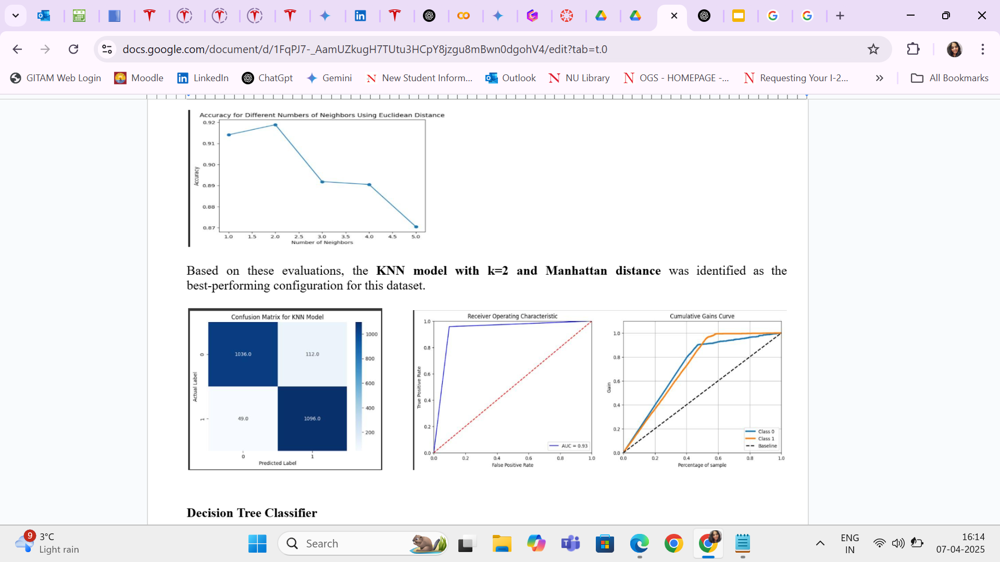 docs.google.com/document/d/1FqPJ7-_AamUZkugH7TUtu3HCpY8jzgu8mBwn0dgohV4/edit?tab=t.0
GITAM Web Login Moodle LinkedIn ChatGpt Gemini New Student Inform... Outlook NU Library OGS - HOMEPAGE -... Requesting Your I-2... All Bookmarks
Accuracy for Different Numbers of Neighbors Using Euclidean Distance
0.92
0.91
0.90
0.89
0.88
0.87
Accuracy
1.0 1.5 2.0 2.5 3.0 3.5 4.0 4.5 5.0
Number of Neighbors
Based on these evaluations, the KNN model with k=2 and Manhattan distance was identified as the
best-performing configuration for this dataset.
Confusion Matrix for KNN Model
Actual Label
0
1
1036.0 112.0
49.0 1096.0
0 1
Predicted Label
1000
800
600
400
200
Receiver Operating Characteristic
True Positive Rate
1.0
0.8
0.6
0.4
0.2
0.0
AUC = 0.93
0.0 0.2 0.4 0.6 0.8 1.0
False Positive Rate
Cumulative Gains Curve
Gain
1.0
0.8
0.6
0.4
0.2
0.0
Class 0
Class 1
Baseline
0.0 0.2 0.4 0.6 0.8 1.0
Percentage of sample
Decision Tree Classifier
9
3°C
Light rain
Search
ENG
IN
16:14
07-04-2025